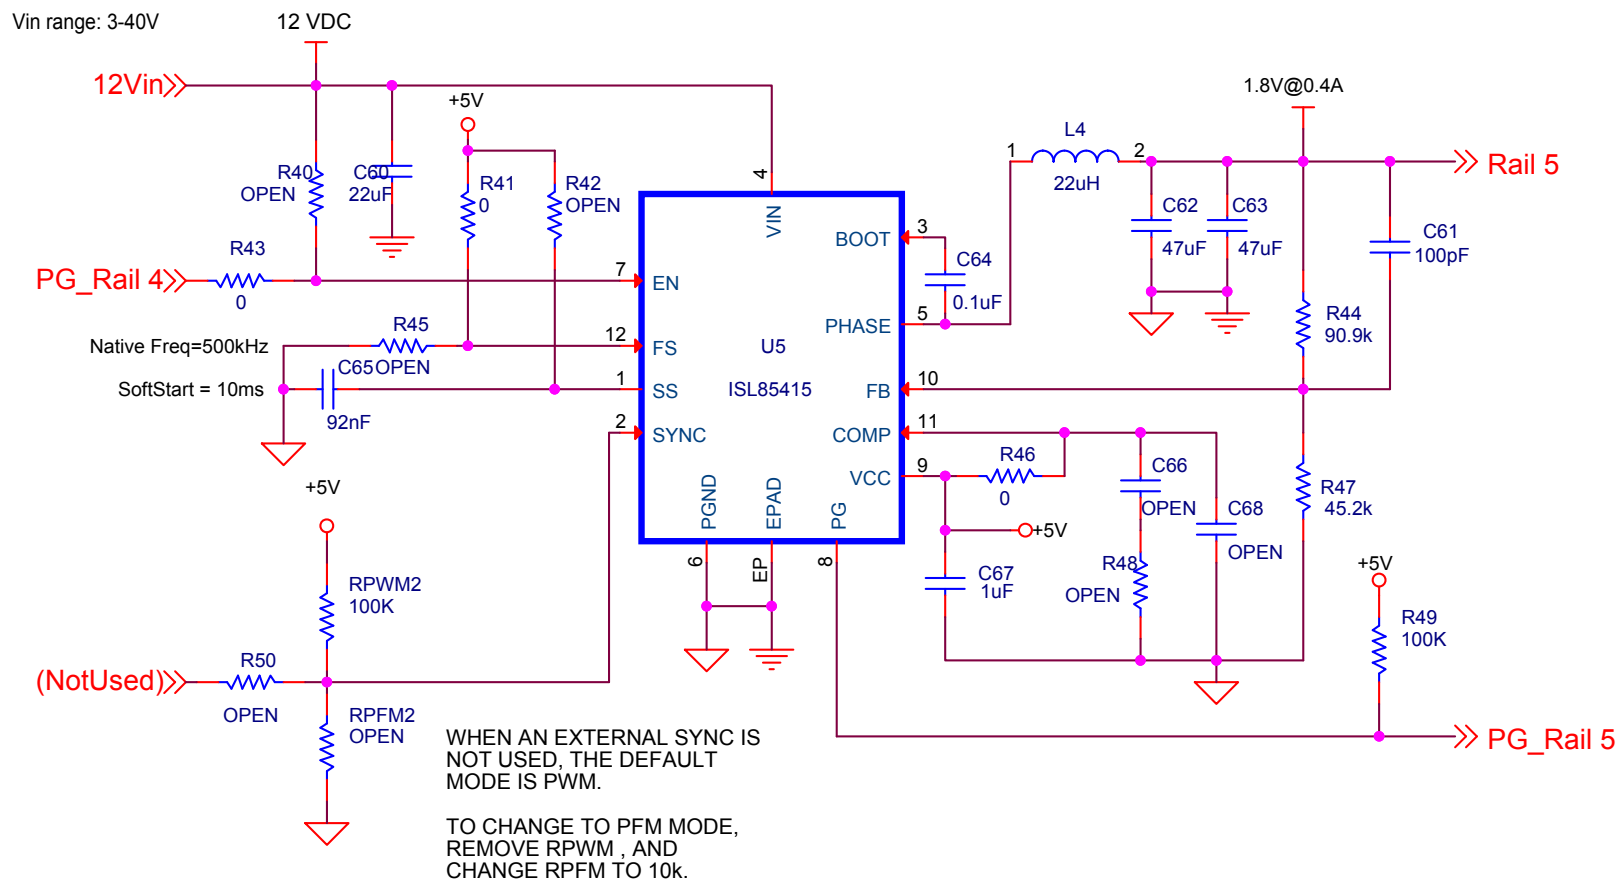 Vin range: 3-40V
12 VDC
12Vin
+5V
1.8V@0.4A
R40
OPEN
C60
22uF
R41
0
R42
OPEN
4
VIN
1
L4
2
22uH
Rail 5
3
BOOT
C62
47uF
C63
47uF
C61
100pF
R43
0
PG_Rail 4
7
EN
C64
0.1uF
5
PHASE
R44
90.9k
Native Freq=500kHz
R45
OPEN
12
FS
U5
ISL85415
SoftStart = 10ms
C65
92nF
1
SS
10
FB
2
SYNC
11
COMP
9
VCC
R46
0
C66
OPEN
C68
OPEN
R47
45.2k
+5V
PGND
EPAD
PG
6
EP
8
+5V
C67
1uF
R48
OPEN
+5V
R49
100K
RPWM2
100K
(NotUsed)
R50
OPEN
RPFM2
OPEN
PG_Rail 5
WHEN AN EXTERNAL SYNC IS
NOT USED, THE DEFAULT
MODE IS PWM.
TO CHANGE TO PFM MODE,
REMOVE RPWM , AND
CHANGE RPFM TO 10k.